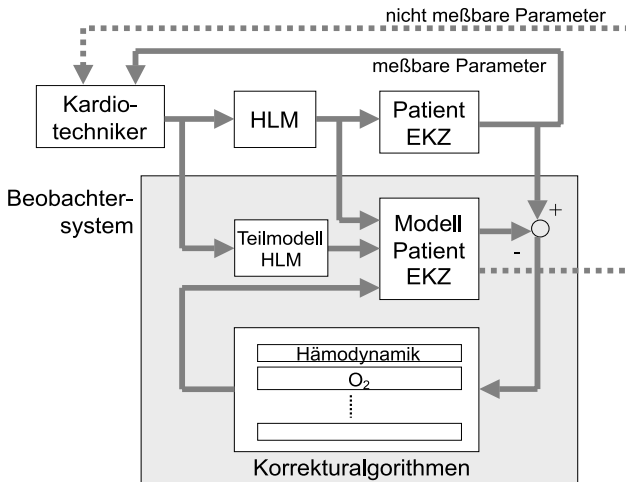 nicht meßbare Parameter
meßbare Parameter
Kardio-
techniker
HLM
Patient
EKZ
Beobachter-
system
+
Teilmodell
HLM
Modell
Patient
EKZ
-
Hämodynamik
O₂
Korrekturalgorithmen